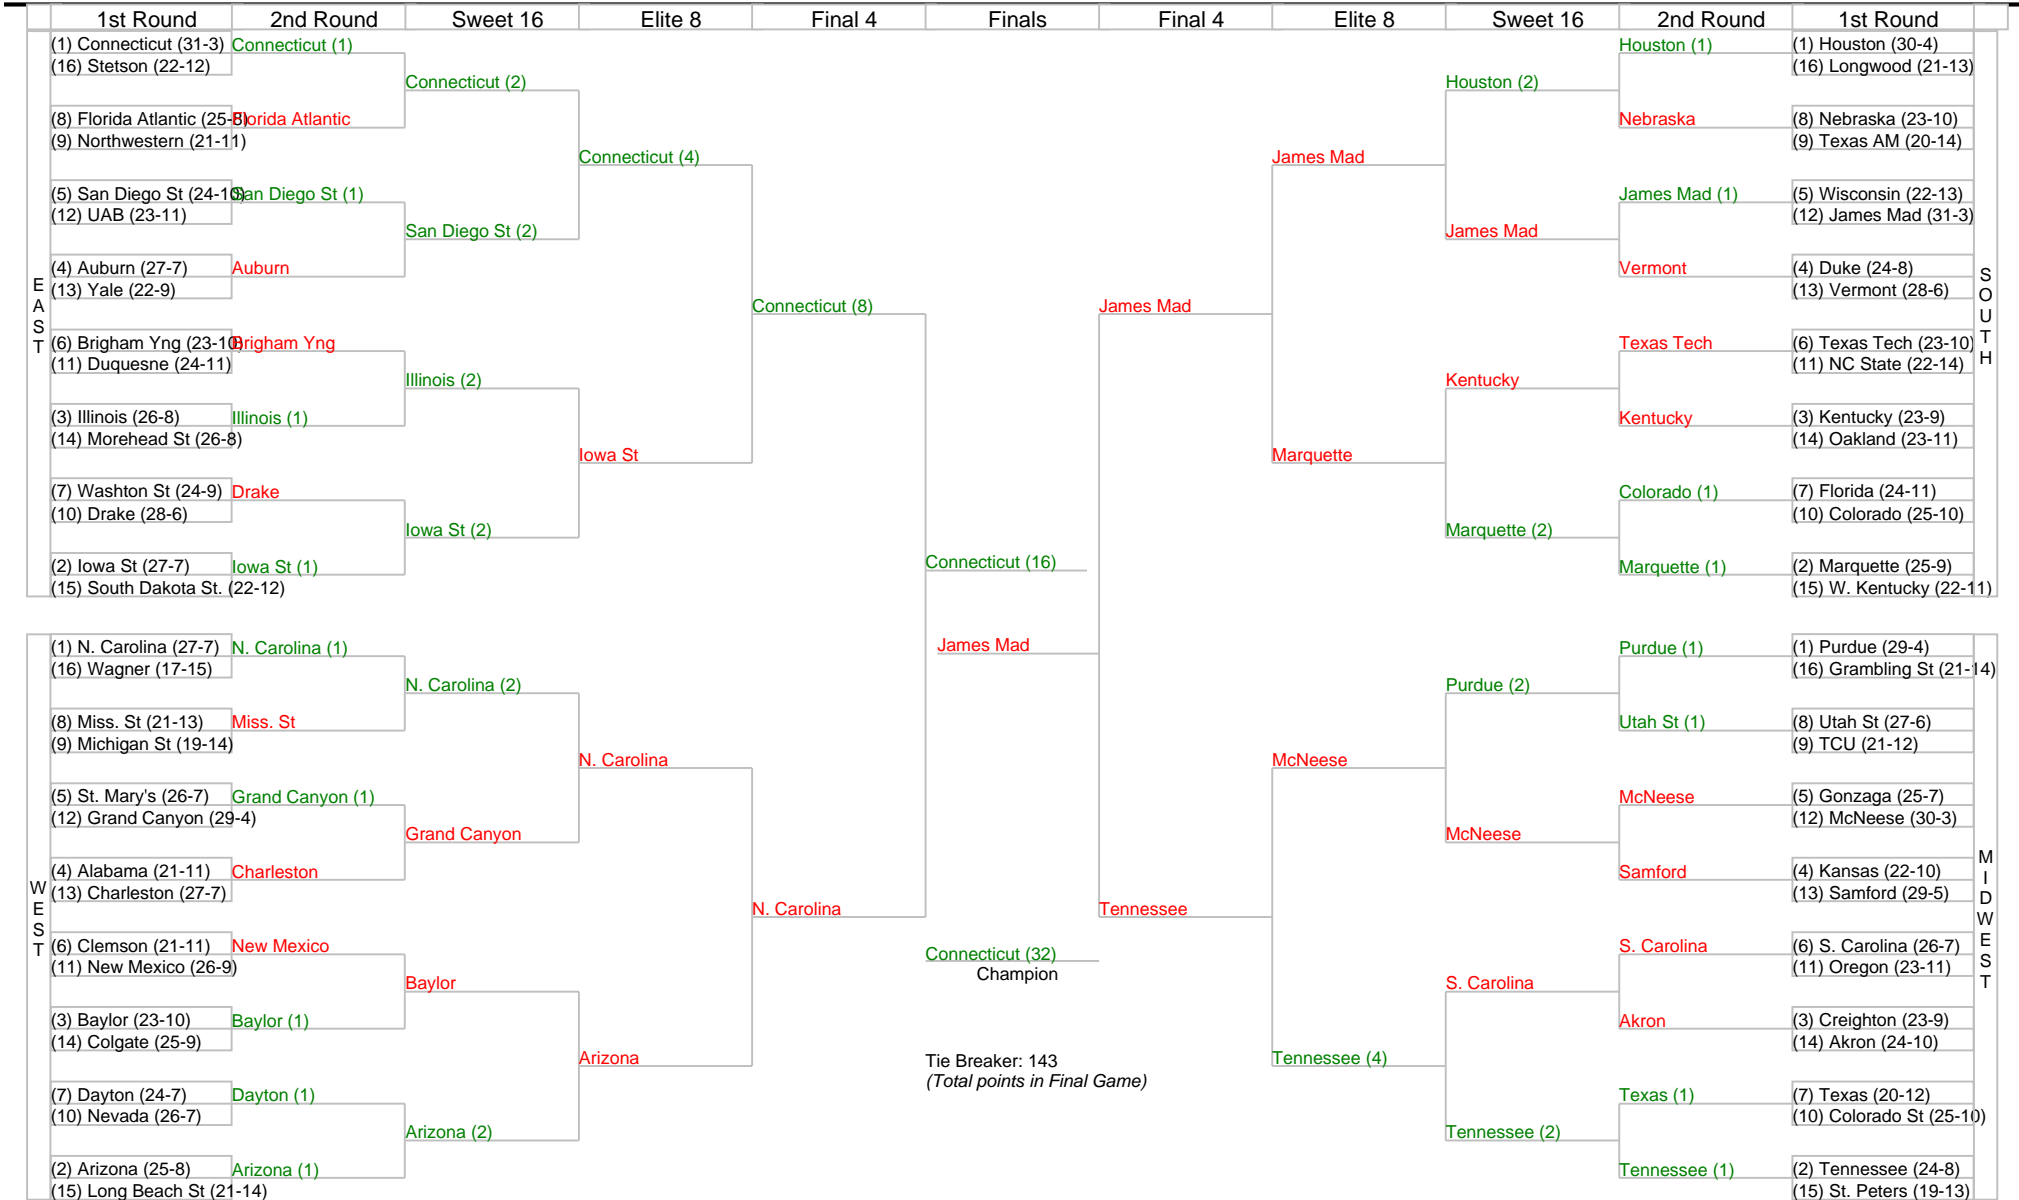 1st Round 2nd Round Sweet 16 Elite 8 Final 4 Finals Final 4 Elite 8 Sweet 16 2nd Round 1st Round
EAST
(1) Connecticut (31-3)
(16) Stetson (22-12)
(8) Florida Atlantic (25-8)
(9) Northwestern (21-11)
(5) San Diego St (24-10)
(12) UAB (23-11)
(4) Auburn (27-7)
(13) Yale (22-9)
(6) Brigham Yng (23-10)
(11) Duquesne (24-11)
(3) Illinois (26-8)
(14) Morehead St (26-8)
(7) Washton St (24-9)
(10) Drake (28-6)
(2) Iowa St (27-7)
(15) South Dakota St. (22-12)
Connecticut (1)
Florida Atlantic
San Diego St (1)
Auburn
Brigham Yng
Illinois (1)
Drake
Iowa St (1)
Connecticut (2)
San Diego St (2)
Illinois (2)
Iowa St (2)
Connecticut (4)
Iowa St
Connecticut (8)
WEST
(1) N. Carolina (27-7)
(16) Wagner (17-15)
(8) Miss. St (21-13)
(9) Michigan St (19-14)
(5) St. Mary's (26-7)
(12) Grand Canyon (29-4)
(4) Alabama (21-11)
(13) Charleston (27-7)
(6) Clemson (21-11)
(11) New Mexico (26-9)
(3) Baylor (23-10)
(14) Colgate (25-9)
(7) Dayton (24-7)
(10) Nevada (26-7)
(2) Arizona (25-8)
(15) Long Beach St (21-14)
N. Carolina (1)
Miss. St
Grand Canyon (1)
Charleston
New Mexico
Baylor (1)
Dayton (1)
Arizona (1)
N. Carolina (2)
Grand Canyon
Baylor
Arizona (2)
N. Carolina
Arizona
N. Carolina
Connecticut (16)
James Mad
Connecticut (32)
Champion
Tie Breaker: 143
(Total points in Final Game)
James Mad
James Mad
Marquette
Houston (2)
James Mad
Kentucky
Marquette (2)
Houston (1)
Nebraska
James Mad (1)
Vermont
Texas Tech
Kentucky
Colorado (1)
Marquette (1)
(1) Houston (30-4)
(16) Longwood (21-13)
(8) Nebraska (23-10)
(9) Texas AM (20-14)
(5) Wisconsin (22-13)
(12) James Mad (31-3)
(4) Duke (24-8)
(13) Vermont (28-6)
(6) Texas Tech (23-10)
(11) NC State (22-14)
(3) Kentucky (23-9)
(14) Oakland (23-11)
(7) Florida (24-11)
(10) Colorado (25-10)
(2) Marquette (25-9)
(15) W. Kentucky (22-11)
SOUTH
Tennessee
McNeese
Tennessee (4)
Purdue (2)
McNeese
S. Carolina
Tennessee (2)
Purdue (1)
Utah St (1)
McNeese
Samford
S. Carolina
Akron
Texas (1)
Tennessee (1)
(1) Purdue (29-4)
(16) Grambling St (21-14)
(8) Utah St (27-6)
(9) TCU (21-12)
(5) Gonzaga (25-7)
(12) McNeese (30-3)
(4) Kansas (22-10)
(13) Samford (29-5)
(6) S. Carolina (26-7)
(11) Oregon (23-11)
(3) Creighton (23-9)
(14) Akron (24-10)
(7) Texas (20-12)
(10) Colorado St (25-10)
(2) Tennessee (24-8)
(15) St. Peters (19-13)
MIDWEST